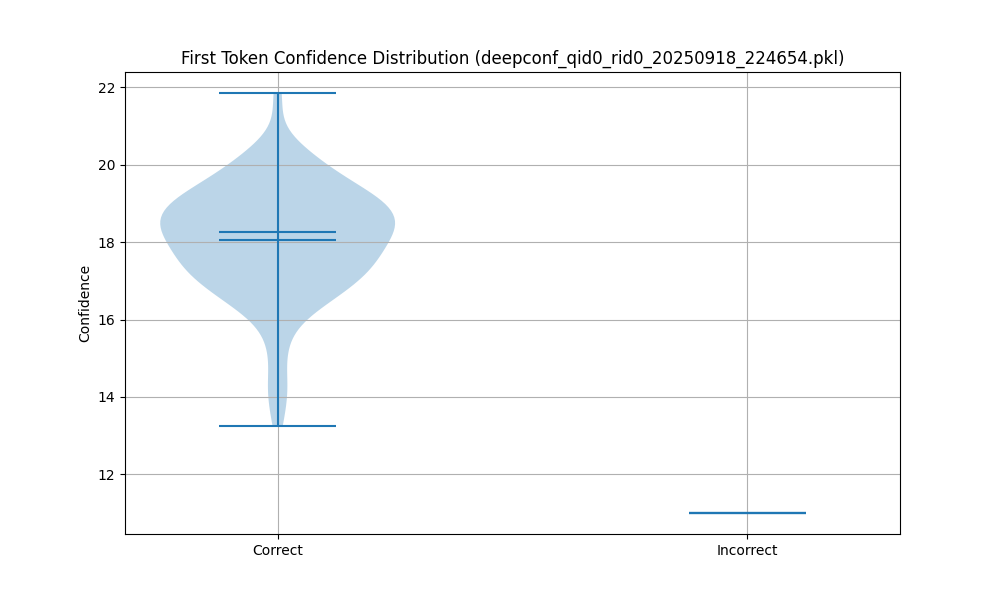 First Token Confidence Distribution (deepconf_qid0_rid0_20250918_224654.pkl)
22
20
18
16
14
12
Confidence
Correct
Incorrect